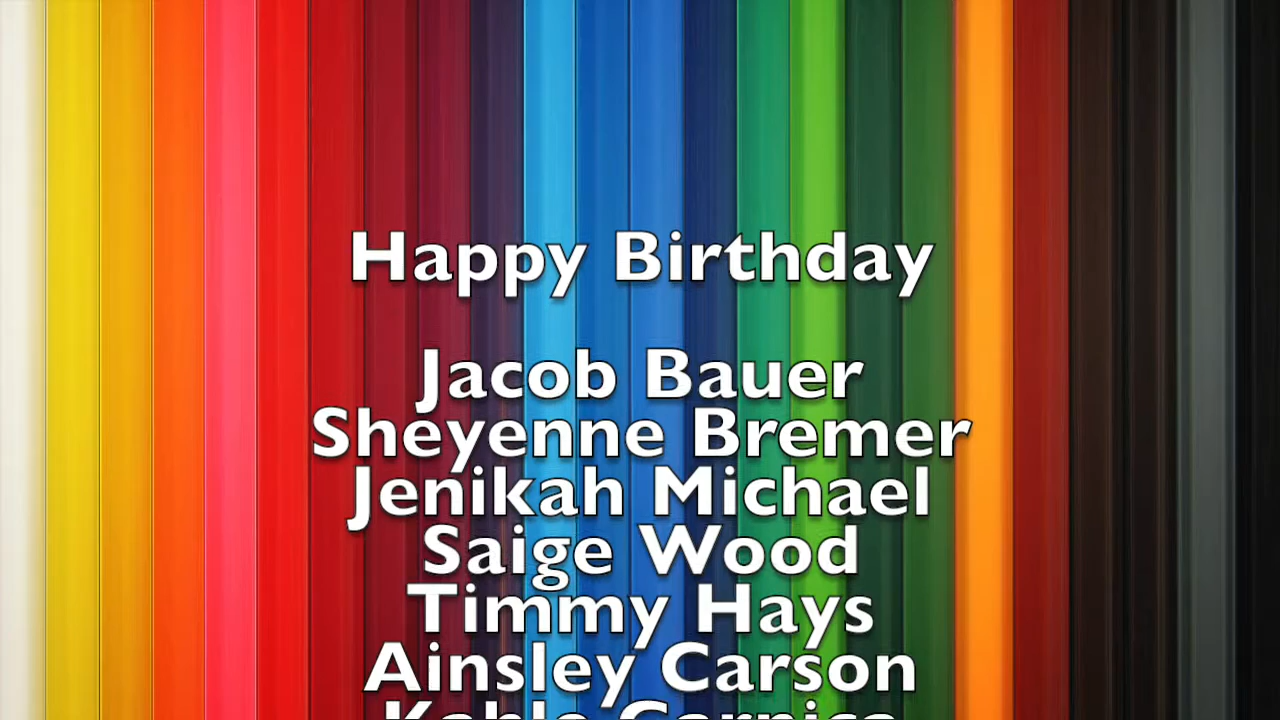 Happy Birthday
Jacob Bauer
Sheyenne Bremer
Jenikah Michael
Saige Wood
Timmy Hays
Ainsley Carson